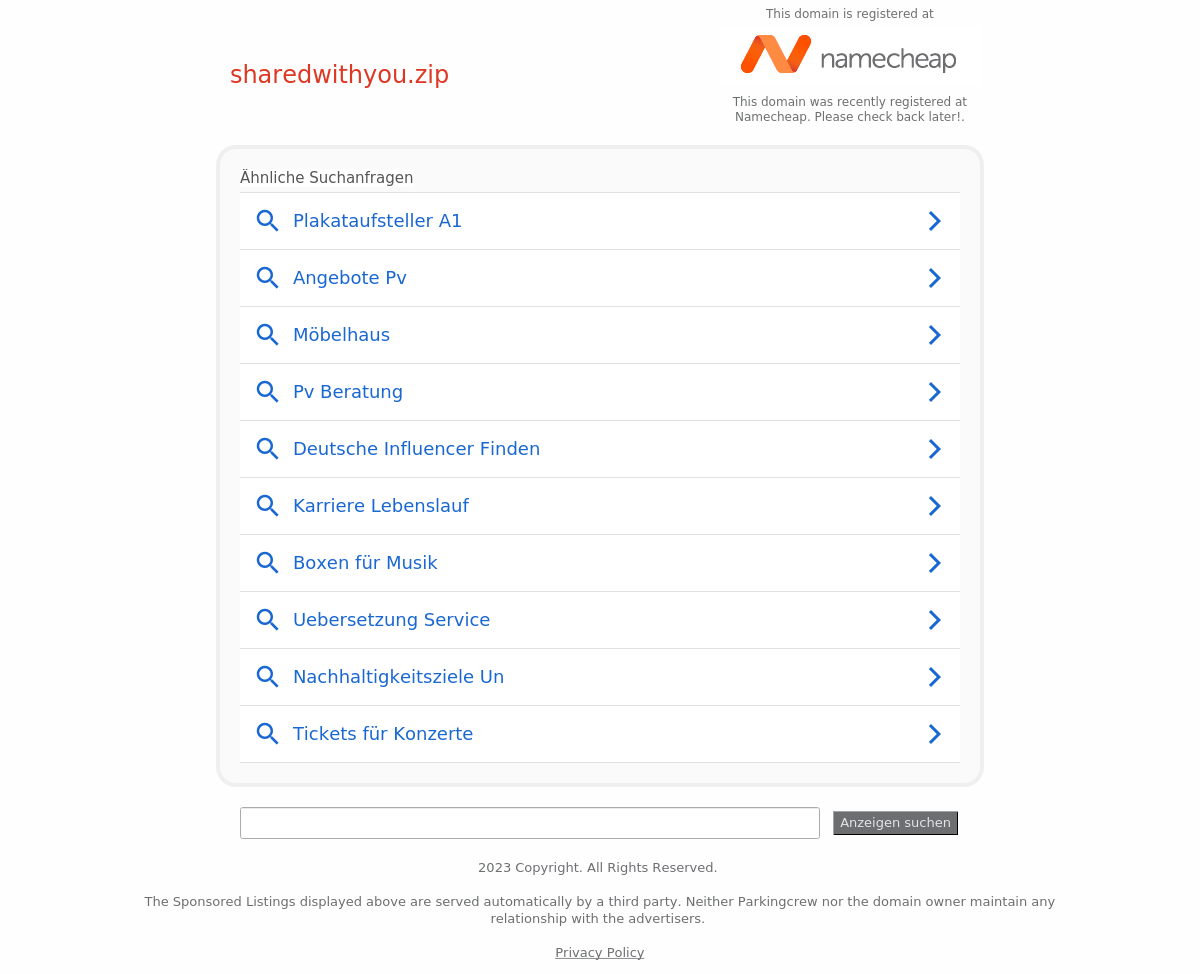 This domain is registered at
namecheap
sharedwithyou.zip
This domain was recently registered at
Namecheap. Please check back later!.
Ähnliche Suchanfragen
Plakataufsteller A1
Angebote Pv
Möbelhaus
Pv Beratung
Deutsche Influencer Finden
Karriere Lebenslauf
Boxen für Musik
Uebersetzung Service
Nachhaltigkeitsziele Un
Tickets für Konzerte
Anzeigen suchen
2023 Copyright. All Rights Reserved.
The Sponsored Listings displayed above are served automatically by a third party. Neither Parkingcrew nor the domain owner maintain any
relationship with the advertisers.
Privacy Policy